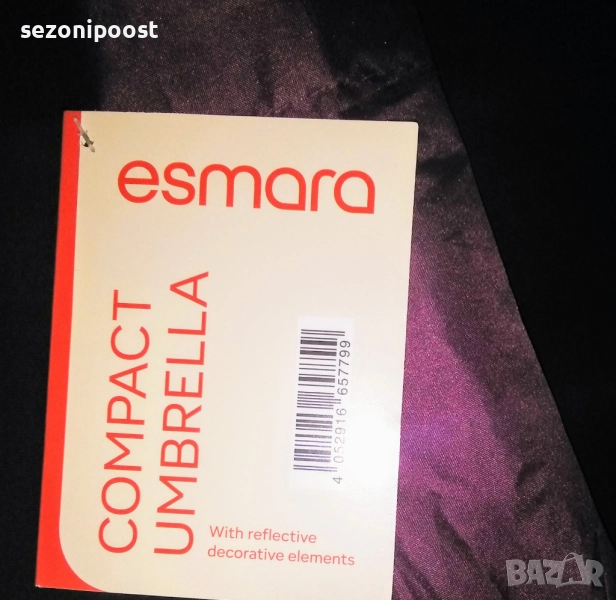 sezonipoost
esmara
COMPACT
UMBRELLA
With reflective
decorative elements
4 052916 657799
BAZAR